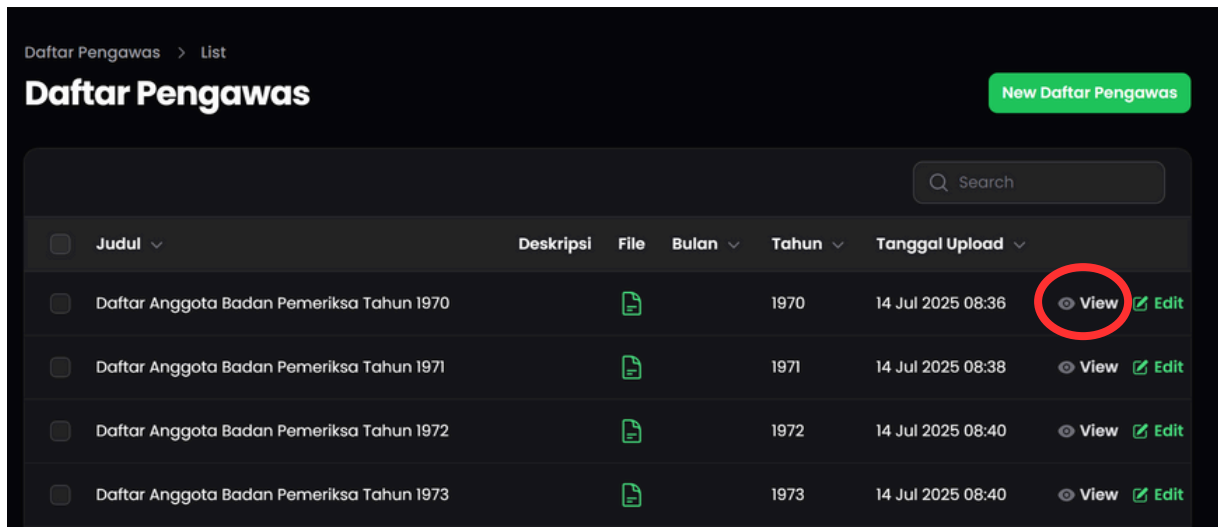 Daftar Pengawas > List
Daftar Pengawas
New Daftar Pengawas
Search
Judul Deskripsi File Bulan Tahun Tanggal Upload
Daftar Anggota Badan Pemeriksa Tahun 1970 1970 14 Jul 2025 08:36 View Edit
Daftar Anggota Badan Pemeriksa Tahun 1971 1971 14 Jul 2025 08:38 View Edit
Daftar Anggota Badan Pemeriksa Tahun 1972 1972 14 Jul 2025 08:40 View Edit
Daftar Anggota Badan Pemeriksa Tahun 1973 1973 14 Jul 2025 08:40 View Edit